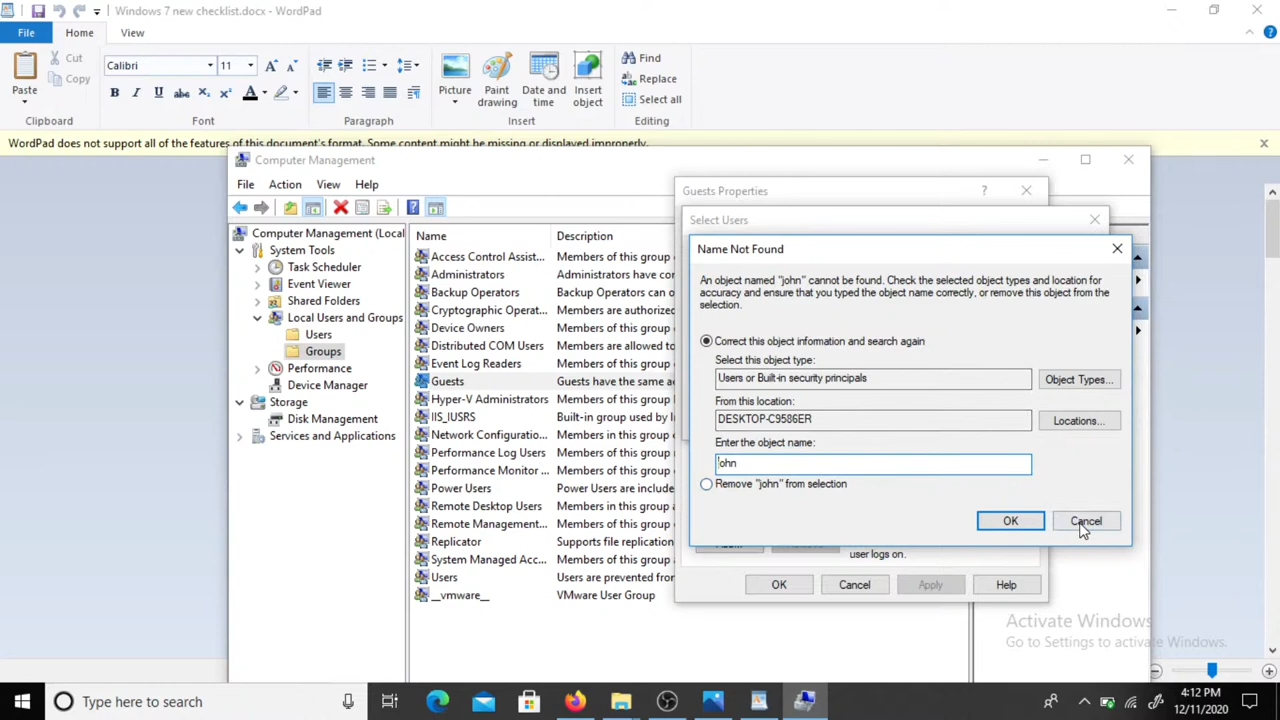 Windows 7 new checklist.docx - WordPad
File Home View
Paste
Cut
Copy
Clipboard
Calibri 11
Font
Paragraph
Picture
Paint drawing
Date and time
Insert object
Insert
Find
Replace
Select all
Editing
WordPad does not support all of the features of this document's format. Some content might be missing or displayed improperly.
Computer Management
File Action View Help
Computer Management (Local
System Tools
Task Scheduler
Event Viewer
Shared Folders
Local Users and Groups
Users
Groups
Performance
Device Manager
Storage
Disk Management
Services and Applications
Name Description
Access Control Assist... Members of this group
Administrators Administrators have cor
Backup Operators Backup Operators can o
Cryptographic Operat... Members are authorized
Device Owners Members of this group
Distributed COM Users Members are allowed to
Event Log Readers Members of this group
Guests Guests have the same ac
Hyper-V Administrators Members of this group
IIS_IUSRS Built-in group used by I
Network Configuratio... Members in this group
Performance Log Users Members of this group
Performance Monitor ... Members of this group
Power Users Power Users are include
Remote Desktop Users Members in this group a
Remote Management... Members of this group
Replicator Supports file replication
System Managed Acc... Members of this group
Users Users are prevented from
__vmware__ VMware User Group
Guests Properties
Select Users
Name Not Found
An object named "john" cannot be found. Check the selected object types and location for
accuracy and ensure that you typed the object name correctly, or remove this object from the
selection.
Correct this object information and search again
Select this object type:
Users or Built-in security principals Object Types...
From this location:
DESKTOP-C9586ER Locations...
Enter the object name:
john
Remove "john" from selection
OK Cancel
user logs on.
OK Cancel Apply Help
Activate Windows
Go to Settings to activate Windows.
Type here to search
4:12 PM
12/11/2020